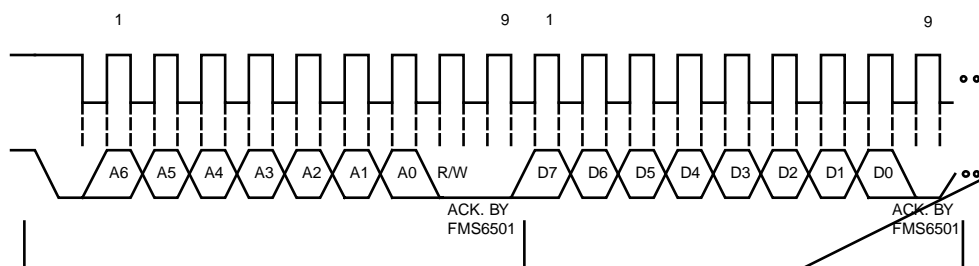 1 9 1 9
A6 A5 A4 A3 A2 A1 A0 R/W D7 D6 D5 D4 D3 D2 D1 D0
ACK. BY ACK. BY
FMS6501 FMS6501